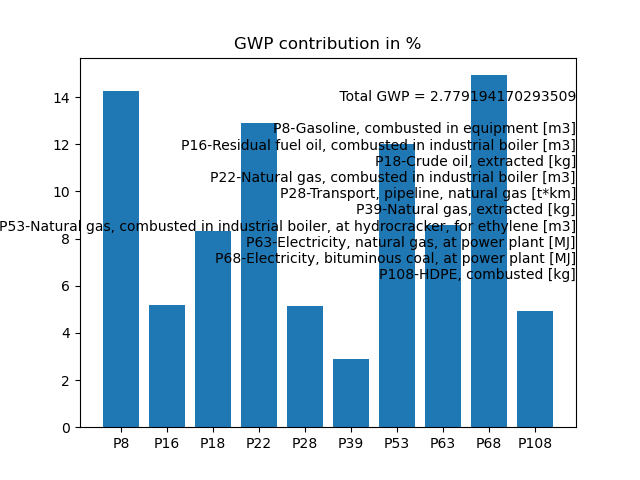 GWP contribution in %
Total GWP = 2.779194170293509
P8-Gasoline, combusted in equipment [m3]
P16-Residual fuel oil, combusted in industrial boiler [m3]
P18-Crude oil, extracted [kg]
P22-Natural gas, combusted in industrial boiler [m3]
P28-Transport, pipeline, natural gas [t*km]
P39-Natural gas, extracted [kg]
P53-Natural gas, combusted in industrial boiler, at hydrocracker, for ethylene [m3]
P63-Electricity, natural gas, at power plant [MJ]
P68-Electricity, bituminous coal, at power plant [MJ]
P108-HDPE, combusted [kg]
14
12
10
8
6
4
2
0
P8 P16 P18 P22 P28 P39 P53 P63 P68 P108